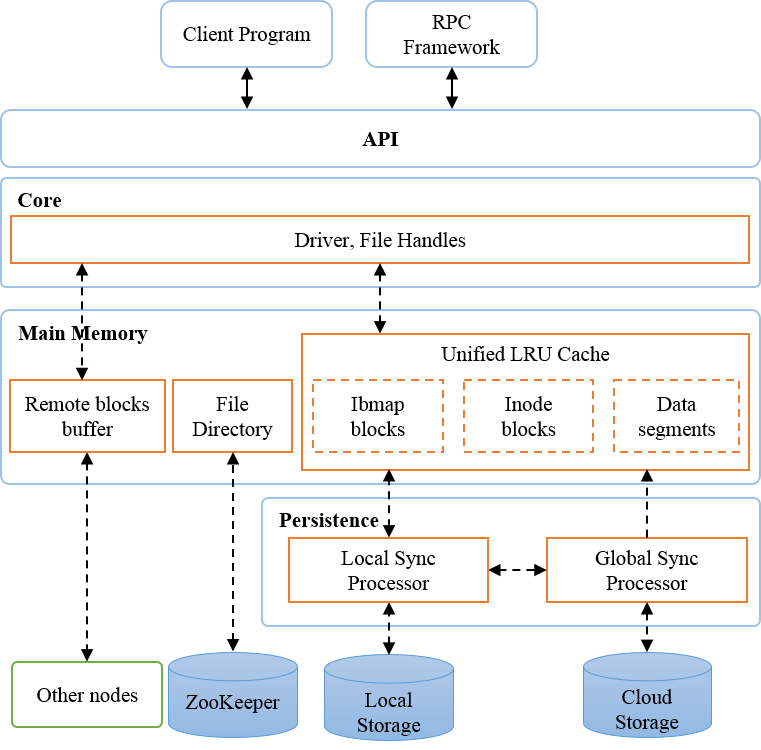 Client Program
RPC
Framework
API
Core
Driver, File Handles
Main Memory
Unified LRU Cache
Remote blocks
buffer
File
Directory
Ibmap
blocks
Inode
blocks
Data
segments
Persistence
Local Sync
Processor
Global Sync
Processor
Other nodes
ZooKeeper
Local
Storage
Cloud
Storage